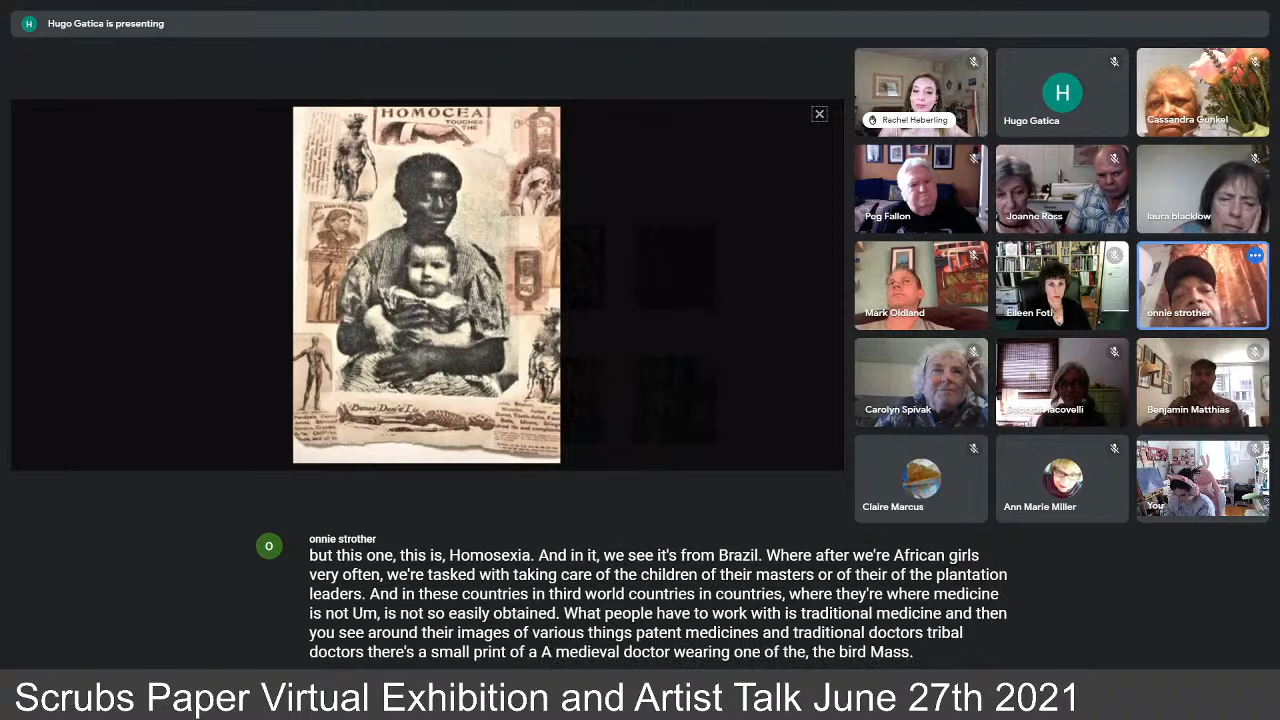 H
Hugo Gatica is presenting
HOMOCEA
TOUCHES
THE
Rachel Heberling
H
Hugo Gatica
Cassandra Gunkel
Peg Fallon
Joanne Ross
laura blacklow
Mark Oldland
Eileen Foti
onnie strother
Carolyn Spivak
Deborah Iacovelli
Benjamin Matthias
Claire Marcus
Ann Marie Miller
You
O
onnie strother
but this one, this is, Homosexia. And in it, we see it's from Brazil. Where after we're African girls
very often, we're tasked with taking care of the children of their masters or of their of the plantation
leaders. And in these countries in third world countries in countries, where they're where medicine
is not Um, is not so easily obtained. What people have to work with is traditional medicine and then
you see around their images of various things patent medicines and traditional doctors tribal
doctors there's a small print of a A medieval doctor wearing one of the, the bird Mass.
Scrubs Paper Virtual Exhibition and Artist Talk June 27th 2021